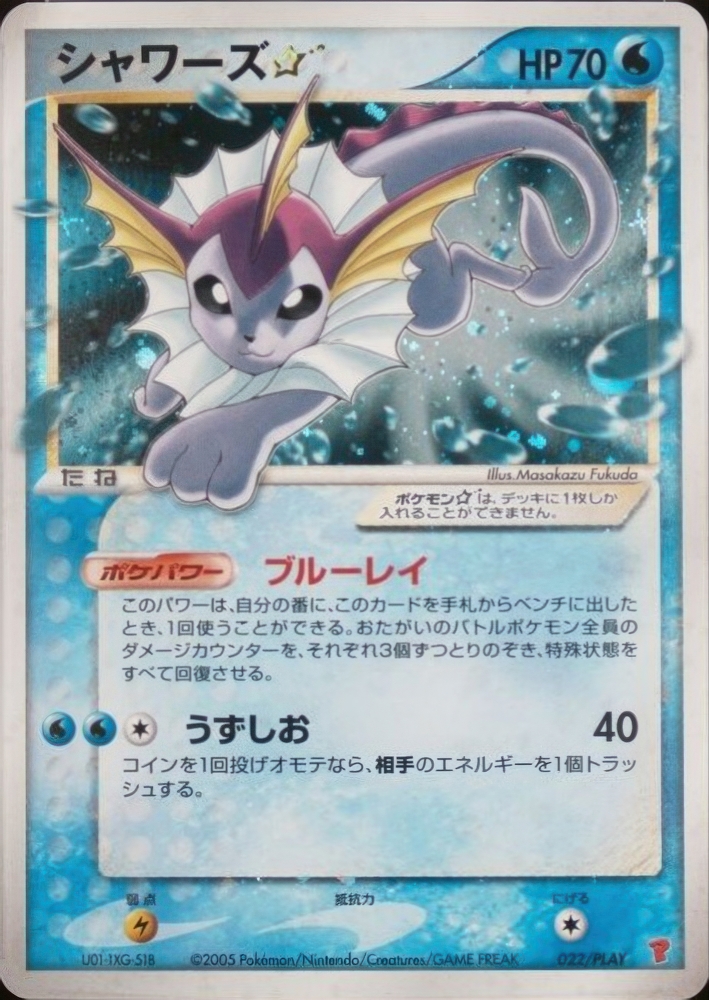 シャワーズ☆
HP70
たね
Illus.Masakazu Fukuda
ポケモン☆は、デッキに1枚しか
入れることができません。
ポケパワー ブルーレイ
このパワーは、自分の番に、このカードを手札からベンチに出した
とき、1回使うことができる。おたがいのバトルポケモン全員の
ダメージカウンターを、それぞれ3個ずつとりのぞき、特殊状態を
すべて回復させる。
うずしお 40
コインを1回投げオモテなら、相手のエネルギーを1個トラッ
シュする。
弱点 抵抗力 にげる
U01-1XG-51B ©2005 Pokémon/Nintendo/Creatures/GAME FREAK 022/PLAY P